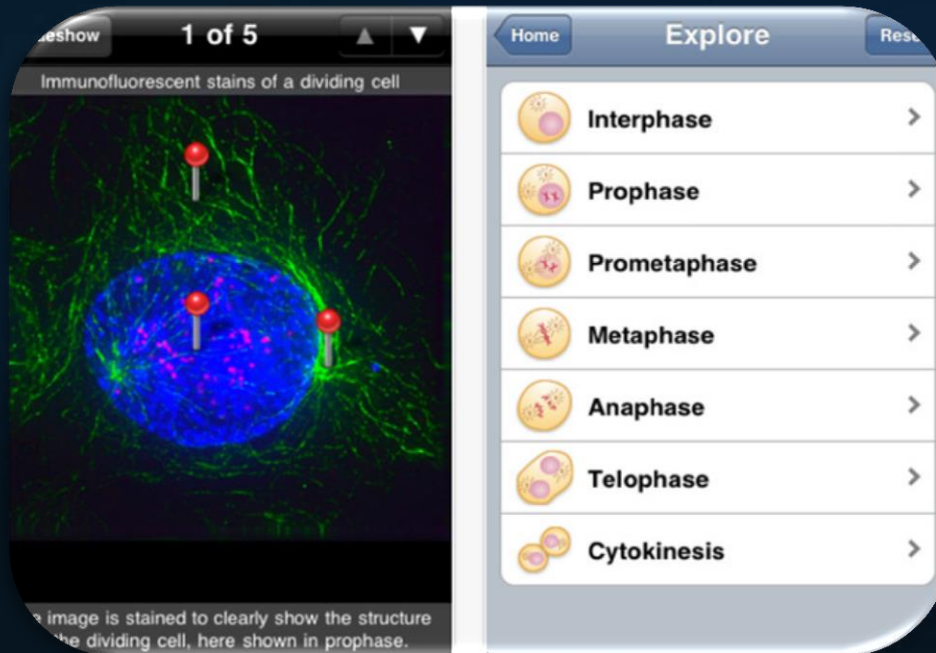 eshow
1 of 5
Immunofluorescent stains of a dividing cell
image is stained to clearly show the structure
the dividing cell, here shown in prophase.
Home
Explore
Rese
Interphase
Prophase
Prometaphase
Metaphase
Anaphase
Telophase
Cytokinesis